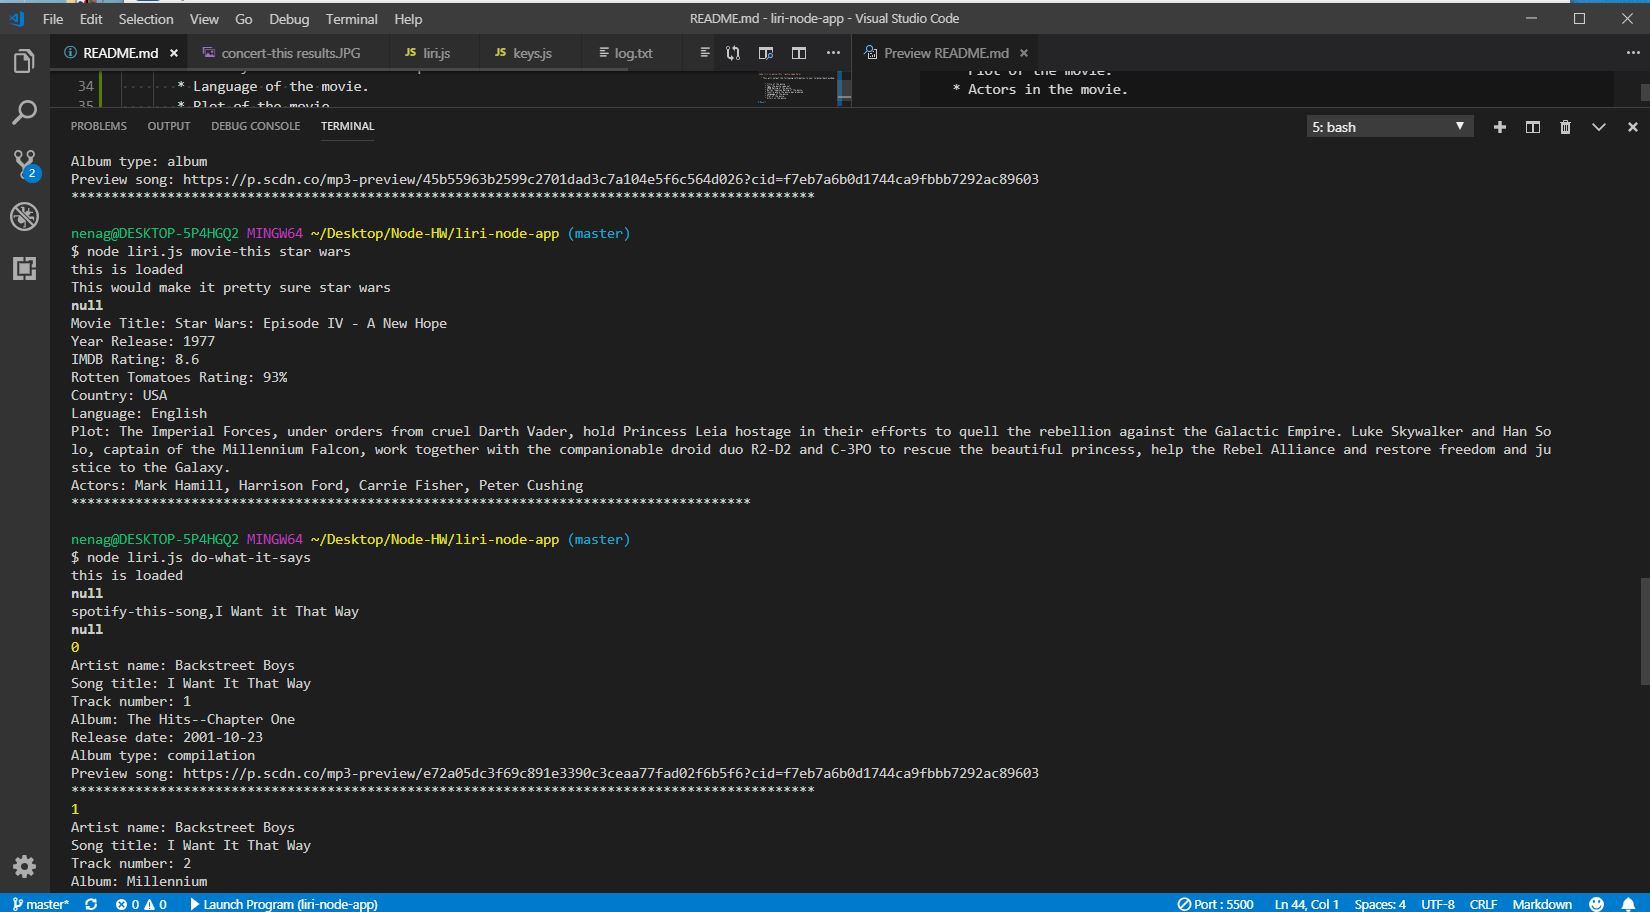 File Edit Selection View Go Debug Terminal Help README.md - liri-node-app - Visual Studio Code
README.md × concert-this results.JPG JS liri.js JS keys.js log.txt Preview README.md ×
34 * Language of the movie.
35 * Plot of the movie
* Plot of the movie.
* Actors in the movie.
2
PROBLEMS OUTPUT DEBUG CONSOLE TERMINAL 5: bash
Album type: album
Preview song: https://p.scdn.co/mp3-preview/45b55963b2599c2701dad3c7a104e5f6c564d026?cid=f7eb7a6b0d1744ca9fbbb7292ac89603
*********************************************************************************************
nenag@DESKTOP-5P4HGQ2 MINGW64 ~/Desktop/Node-HW/liri-node-app (master)
$ node liri.js movie-this star wars
this is loaded
This would make it pretty sure star wars
null
Movie Title: Star Wars: Episode IV - A New Hope
Year Release: 1977
IMDB Rating: 8.6
Rotten Tomatoes Rating: 93%
Country: USA
Language: English
Plot: The Imperial Forces, under orders from cruel Darth Vader, hold Princess Leia hostage in their efforts to quell the rebellion against the Galactic Empire. Luke Skywalker and Han So
lo, captain of the Millennium Falcon, work together with the companionable droid duo R2-D2 and C-3PO to rescue the beautiful princess, help the Rebel Alliance and restore freedom and ju
stice to the Galaxy.
Actors: Mark Hamill, Harrison Ford, Carrie Fisher, Peter Cushing
*************************************************************************************
nenag@DESKTOP-5P4HGQ2 MINGW64 ~/Desktop/Node-HW/liri-node-app (master)
$ node liri.js do-what-it-says
this is loaded
null
spotify-this-song,I Want it That Way
null
0
Artist name: Backstreet Boys
Song title: I Want It That Way
Track number: 1
Album: The Hits--Chapter One
Release date: 2001-10-23
Album type: compilation
Preview song: https://p.scdn.co/mp3-preview/e72a05dc3f69c891e3390c3ceaa77fad02f6b5f6?cid=f7eb7a6b0d1744ca9fbbb7292ac89603
*********************************************************************************************
1
Artist name: Backstreet Boys
Song title: I Want It That Way
Track number: 2
Album: Millennium
master* 0 0 Launch Program (liri-node-app) Port : 5500 Ln 44, Col 1 Spaces: 4 UTF-8 CRLF Markdown